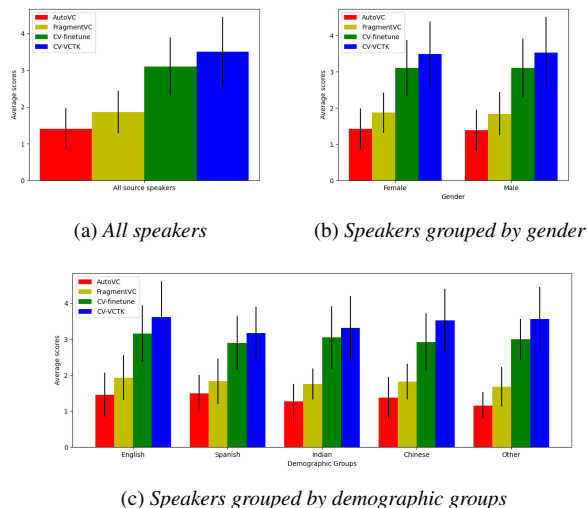 AutoVC
FragmentVC
CV-finetune
CV-VCTK
Average scores
4
3
2
1
0
All source speakers
(a) All speakers
AutoVC
FragmentVC
CV-finetune
CV-VCTK
Average scores
4
3
2
1
0
Female
Male
Gender
(b) Speakers grouped by gender
AutoVC
FragmentVC
CV-finetune
CV-VCTK
Average scores
4
3
2
1
0
English
Spanish
Indian
Chinese
Other
Demographic Groups
(c) Speakers grouped by demographic groups